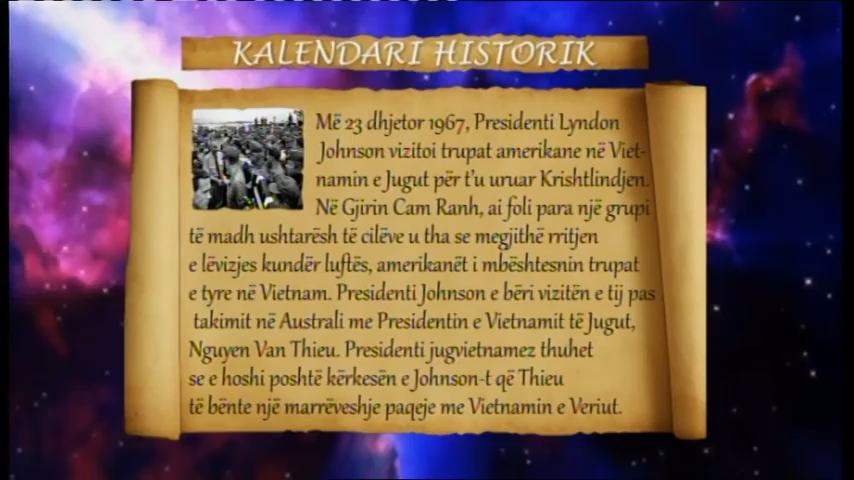 KALENDARI HISTORIK
Më 23 dhjetor 1967, Presidenti Lyndon
Johnson vizitoi trupat amerikane në Viet-
namin e Jugut për t'u uruar Krishtlindjen.
Në Gjirin Cam Ranh, ai foli para një grupi
të madh ushtarësh të cilëve u tha se megjithë rritjen
e lëvizjes kundër luftës, amerikanët i mbështesnin trupat
e tyre në Vietnam. Presidenti Johnson e bëri vizitën e tij pas
takimit në Australi me Presidentin e Vietnamit të Jugut,
Nguyen Van Thieu. Presidenti jugvietnamez thuhet
se e hoshi poshtë kërkesën e Johnson-t që Thieu
të bënte një marrëveshje paqeje me Vietnamin e Veriut.